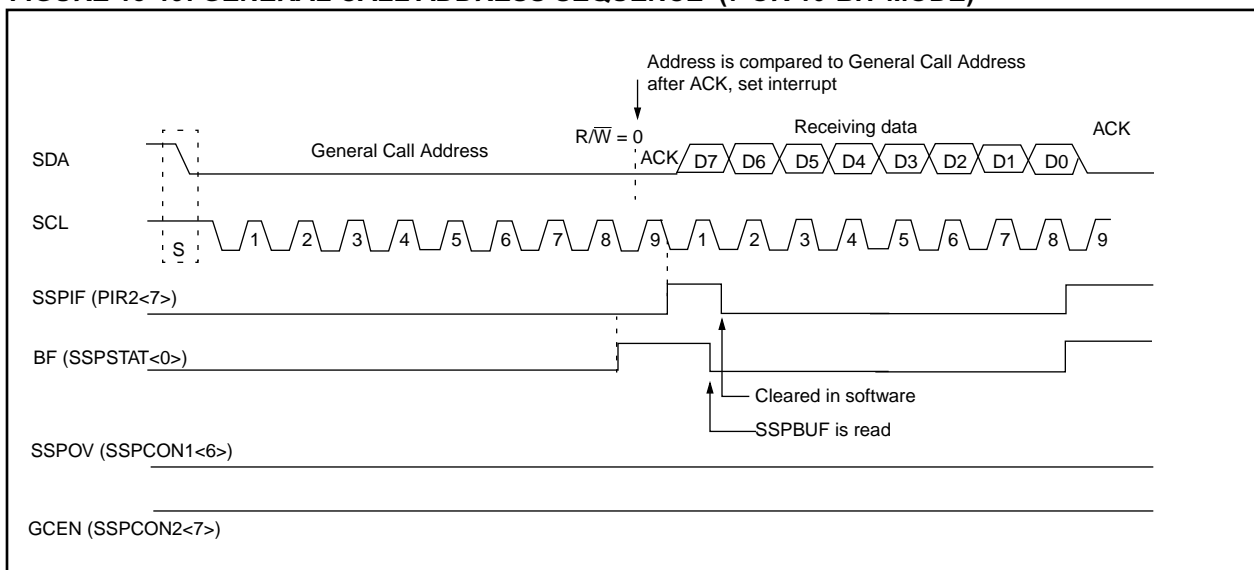 Address is compared to General Call Address
after ACK, set interrupt
SDA
General Call Address
R/W = 0
ACK
Receiving data
D7 D6 D5 D4 D3 D2 D1 D0
ACK
SCL
S
1 2 3 4 5 6 7 8 9 1 2 3 4 5 6 7 8 9
SSPIF (PIR2<7>)
BF (SSPSTAT<0>)
Cleared in software
SSPBUF is read
SSPOV (SSPCON1<6>)
GCEN (SSPCON2<7>)